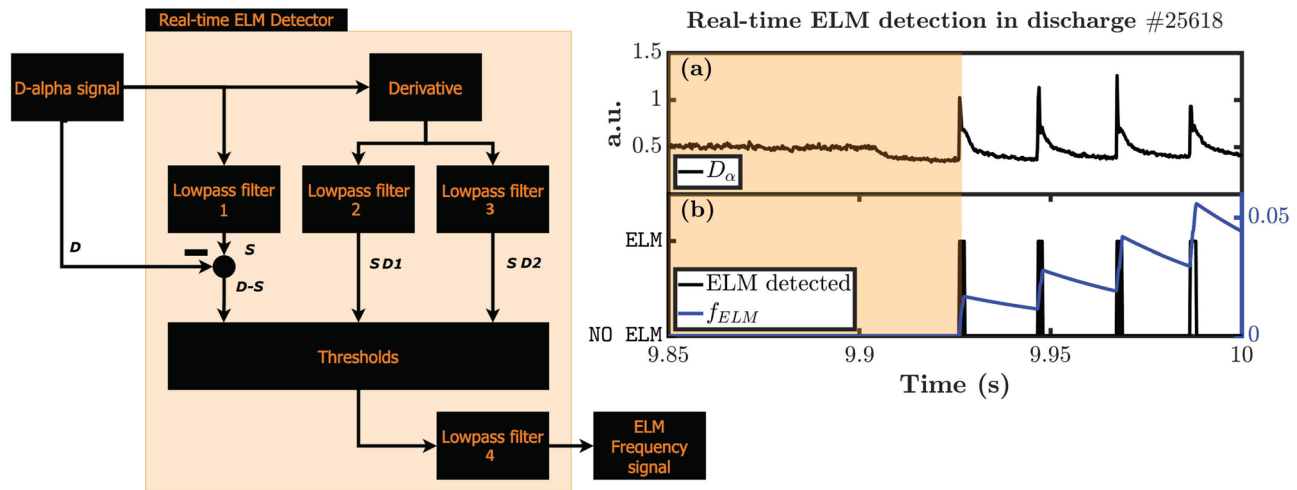 Real-time ELM Detector
D-alpha signal
Derivative
Lowpass filter
1
Lowpass filter
2
Lowpass filter
3
D
S
D-S
S D1
S D2
Thresholds
Lowpass filter
4
ELM
Frequency
signal
Real-time ELM detection in discharge #25618
(a)
1.5
1
0.5
a.u.
Dα
(b)
ELM
NO ELM
ELM detected
fELM
0.05
0
9.85
9.9
9.95
10
Time (s)